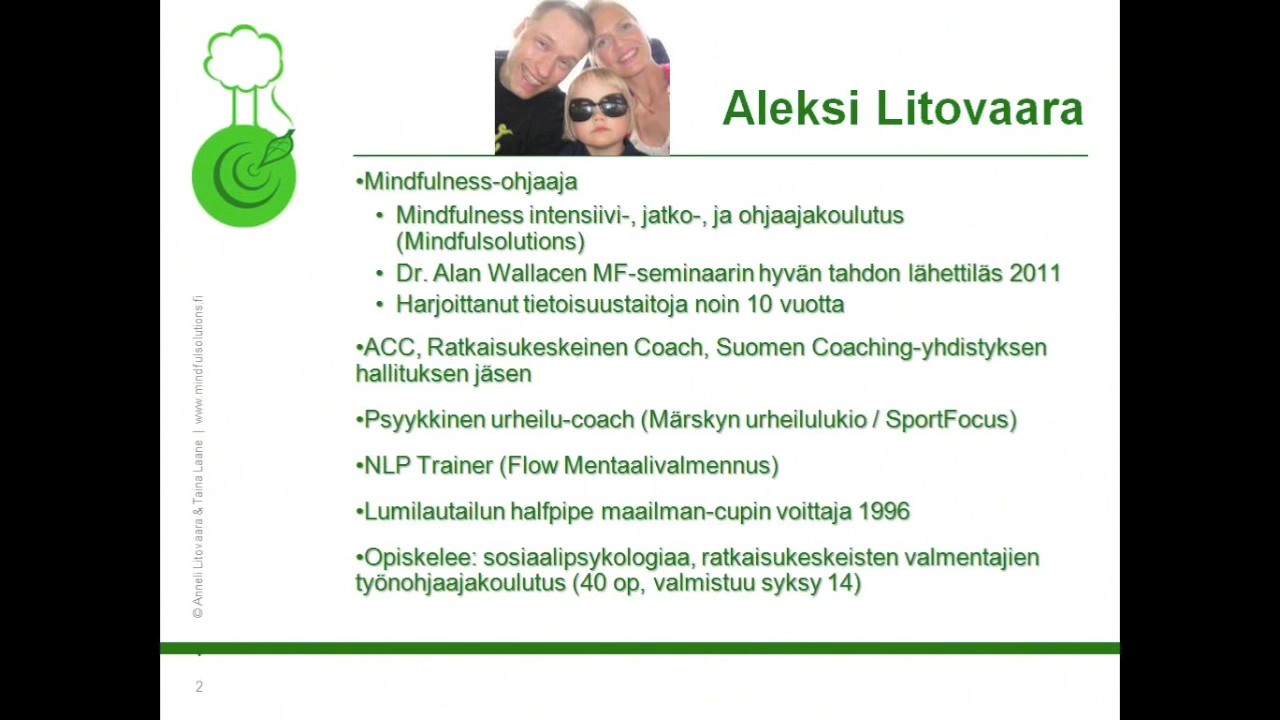 Aleksi Litovaara
•Mindfulness-ohjaaja
• Mindfulness intensiivi-, jatko-, ja ohjaajakoulutus
(Mindfulsolutions)
• Dr. Alan Wallacen MF-seminaarin hyvän tahdon lähettiläs 2011
• Harjoittanut tietoisuustaitoja noin 10 vuotta
•ACC, Ratkaisukeskeinen Coach, Suomen Coaching-yhdistyksen
hallituksen jäsen
•Psyykkinen urheilu-coach (Märskyn urheilulukio / SportFocus)
•NLP Trainer (Flow Mentaalivalmennus)
•Lumilautailun halfpipe maailman-cupin voittaja 1996
•Opiskelee: sosiaalipsykologiaa, ratkaisukeskeisten valmentajien
työnohjaajakoulutus (40 op, valmistuu syksy 14)
© Anneli Litovaara & Taina Laane | www.mindfulsolutions.fi
2